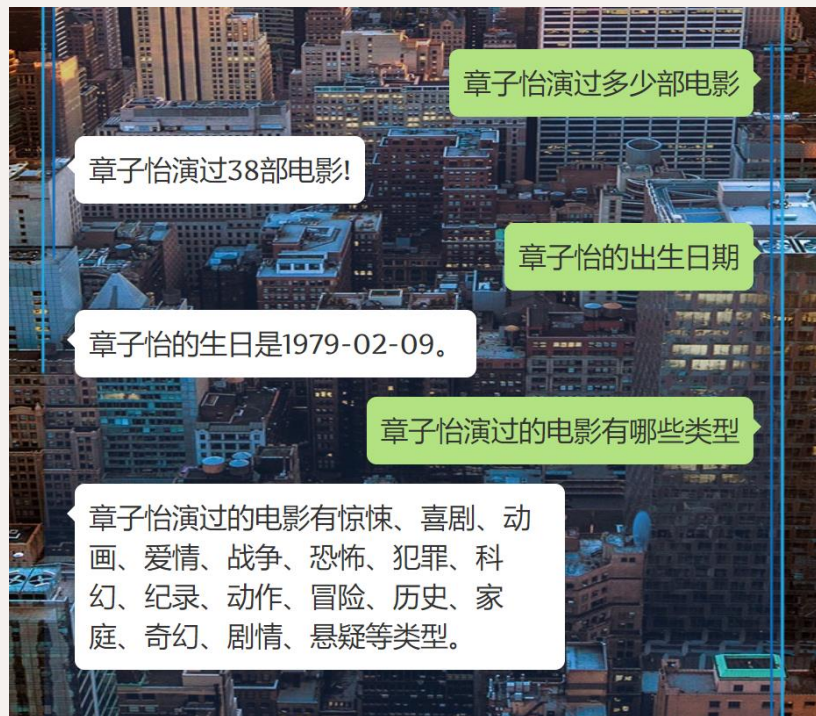 章子怡演过多少部电影
章子怡演过38部电影!
章子怡的出生日期
章子怡的生日是1979-02-09。
章子怡演过的电影有哪些类型
章子怡演过的电影有惊悚、喜剧、动
画、爱情、战争、恐怖、犯罪、科
幻、纪录、动作、冒险、历史、家
庭、奇幻、剧情、悬疑等类型。